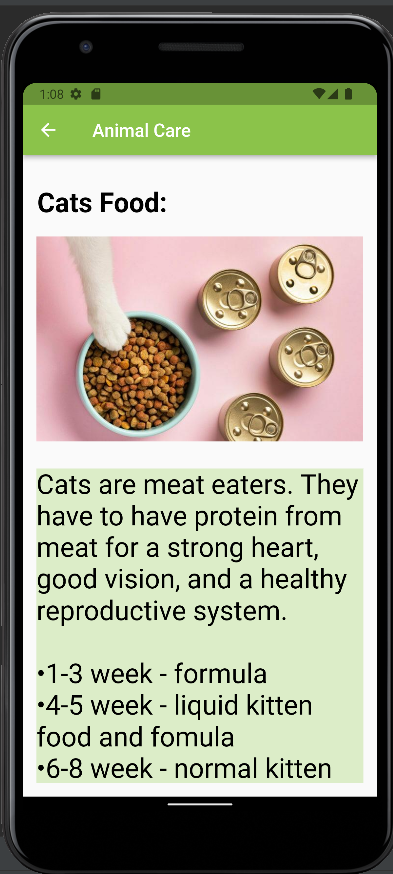 1:08
Animal Care
Cats Food:
Cats are meat eaters. They
have to have protein from
meat for a strong heart,
good vision, and a healthy
reproductive system.
•1-3 week - formula
•4-5 week - liquid kitten
food and fomula
•6-8 week - normal kitten